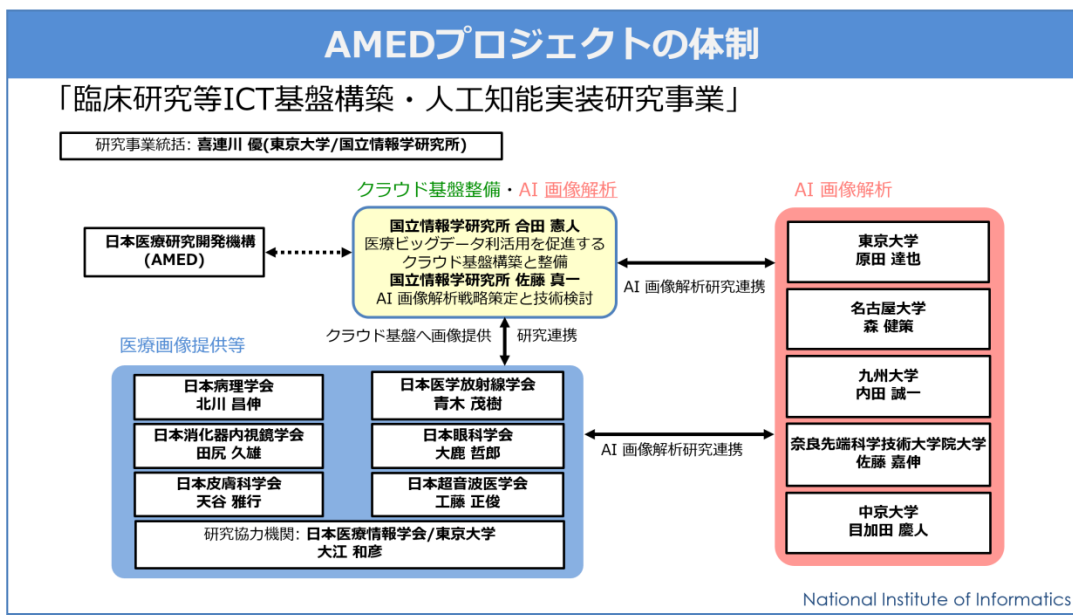 AMEDプロジェクトの体制
「臨床研究等ICT基盤構築・人工知能実装研究事業」
研究事業統括: 喜連川 優(東京大学/国立情報学研究所)
クラウド基盤整備・AI 画像解析
国立情報学研究所 合田 憲人
医療ビッグデータ利活用を促進する
クラウド基盤構築と整備
国立情報学研究所 佐藤 真一
AI 画像解析戦略策定と技術検討
日本医療研究開発機構
(AMED)
AI 画像解析
東京大学
原田 達也
名古屋大学
森 健策
九州大学
内田 誠一
奈良先端科学技術大学院大学
佐藤 嘉伸
中京大学
目加田 慶人
AI 画像解析研究連携
クラウド基盤へ画像提供
研究連携
医療画像提供等
日本病理学会
北川 昌伸
日本医学放射線学会
青木 茂樹
日本消化器内視鏡学会
田尻 久雄
日本眼科学会
大鹿 哲郎
日本皮膚科学会
天谷 雅行
日本超音波医学会
工藤 正俊
研究協力機関: 日本医療情報学会/東京大学
大江 和彦
AI 画像解析研究連携
National Institute of Informatics